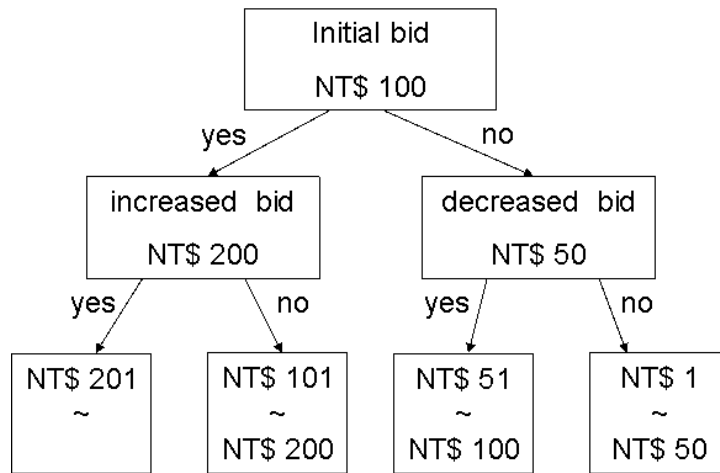 Initial bid
NT$ 100
yes
no
increased bid
NT$ 200
decreased bid
NT$ 50
yes
no
yes
no
NT$ 201
~
NT$ 101
~
NT$ 200
NT$ 51
~
NT$ 100
NT$ 1
~
NT$ 50